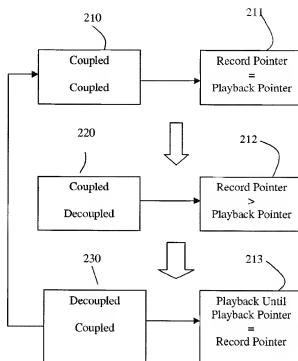 210
211
Coupled
Coupled
Record Pointer
=
Playback Pointer
220
212
Coupled
Decoupled
Record Pointer
>
Playback Pointer
230
213
Decoupled
Coupled
Playback Until
Playback Pointer
=
Record Pointer